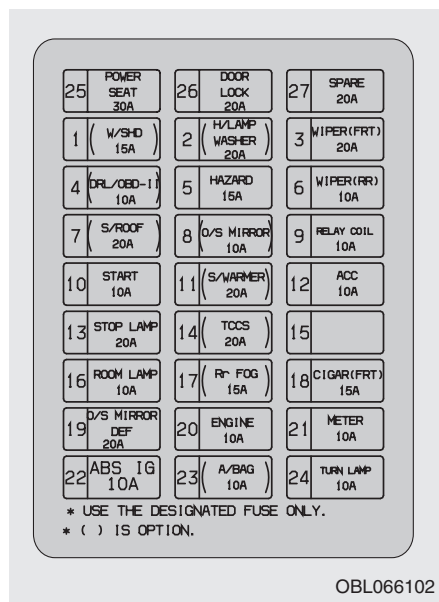 25 POWER SEAT 30A
26 DOOR LOCK 20A
27 SPARE 20A
1 ( W/SHD 15A )
2 ( H/LAMP WASHER 20A )
3 WIPER(FRT) 20A
4 (DRL/OBD-II) 10A
5 HAZARD 15A
6 WIPER(RR) 10A
7 ( S/ROOF 20A )
8 O/S MIRROR 10A
9 RELAY COIL 10A
10 START 10A
11 (S/WARMER) 20A
12 ACC 10A
13 STOP LAMP 20A
14 ( TCCS 20A )
15
16 ROOM LAMP 10A
17 ( Rr FOG 15A )
18 CIGAR(FRT) 15A
19 O/S MIRROR DEF 20A
20 ENGINE 10A
21 METER 10A
22 ABS IG 10A
23 ( A/BAG 10A )
24 TURN LAMP 10A
* USE THE DESIGNATED FUSE ONLY.
* ( ) IS OPTION.
OBL066102